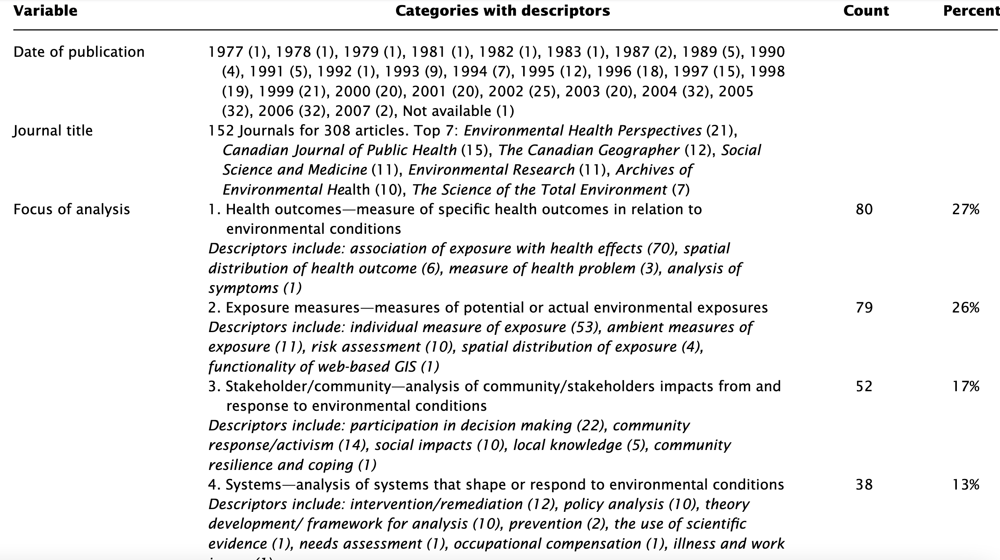 Variable Categories with descriptors Count Percent
Date of publication 1977 (1), 1978 (1), 1979 (1), 1981 (1), 1982 (1), 1983 (1), 1987 (2), 1989 (5), 1990
(4), 1991 (5), 1992 (1), 1993 (9), 1994 (7), 1995 (12), 1996 (18), 1997 (15), 1998
(19), 1999 (21), 2000 (20), 2001 (20), 2002 (25), 2003 (20), 2004 (32), 2005
(32), 2006 (32), 2007 (2), Not available (1)
Journal title 152 Journals for 308 articles. Top 7: Environmental Health Perspectives (21),
Canadian Journal of Public Health (15), The Canadian Geographer (12), Social
Science and Medicine (11), Environmental Research (11), Archives of
Environmental Health (10), The Science of the Total Environment (7)
Focus of analysis 1. Health outcomes—measure of specific health outcomes in relation to 80 27%
environmental conditions
Descriptors include: association of exposure with health effects (70), spatial
distribution of health outcome (6), measure of health problem (3), analysis of
symptoms (1)
2. Exposure measures—measures of potential or actual environmental exposures 79 26%
Descriptors include: individual measure of exposure (53), ambient measures of
exposure (11), risk assessment (10), spatial distribution of exposure (4),
functionality of web-based GIS (1)
3. Stakeholder/community—analysis of community/stakeholders impacts from and 52 17%
response to environmental conditions
Descriptors include: participation in decision making (22), community
response/activism (14), social impacts (10), local knowledge (5), community
resilience and coping (1)
4. Systems—analysis of systems that shape or respond to environmental conditions 38 13%
Descriptors include: intervention/remediation (12), policy analysis (10), theory
development/ framework for analysis (10), prevention (2), the use of scientific
evidence (1), needs assessment (1), occupational compensation (1), illness and work